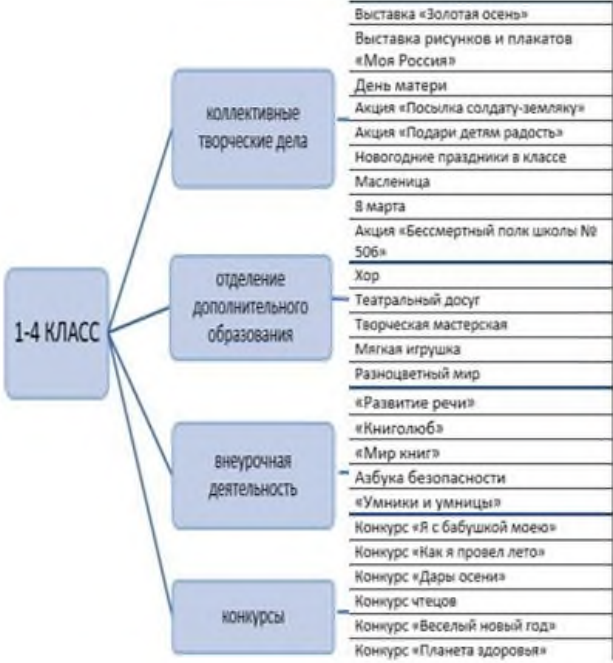 1-4 КЛАСС
коллективные
творческие дела
Выставка «Золотая осень»
Выставка рисунков и плакатов
«Моя Россия»
День матери
Акция «Посылка солдату-земляку»
Акция «Подари детям радость»
Новогодние праздники в классе
Масленица
8 марта
Акция «Бессмертный полк школы №
506»
отделение
дополнительного
образования
Хор
Театральный досуг
Творческая мастерская
Мягкая игрушка
Разноцветный мир
внеурочная
деятельность
«Развитие речи»
«Книголюб»
«Мир книг»
Азбука безопасности
«Умники и умницы»
конкурсы
Конкурс «Я с бабушкой моею»
Конкурс «Как я провел лето»
Конкурс «Дары осени»
Конкурс чтецов
Конкурс «Веселый новый год»
Конкурс «Планета здоровья»